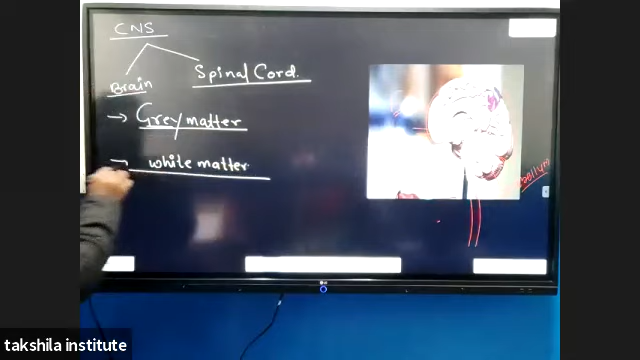 CNS
Brain
Spinal Cord.
→ Grey matter
→ white matter
takshila institute